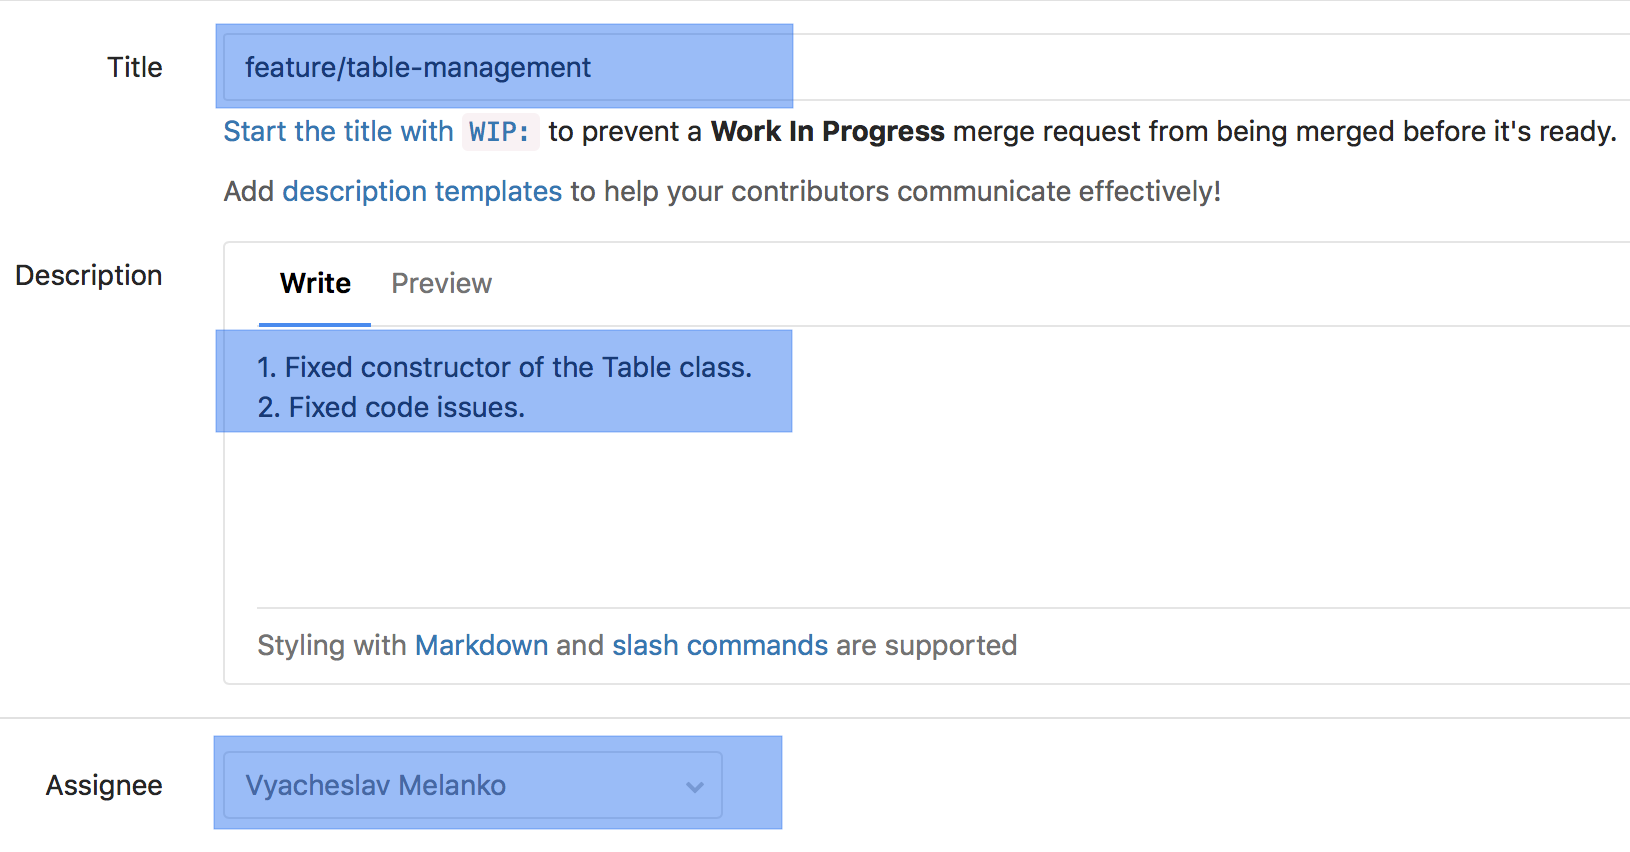 Title
feature/table-management
Start the title with WIP: to prevent a Work In Progress merge request from being merged before it's ready.
Add description templates to help your contributors communicate effectively!
Description
Write Preview
1. Fixed constructor of the Table class.
2. Fixed code issues.
Styling with Markdown and slash commands are supported
Assignee
Vyacheslav Melanko